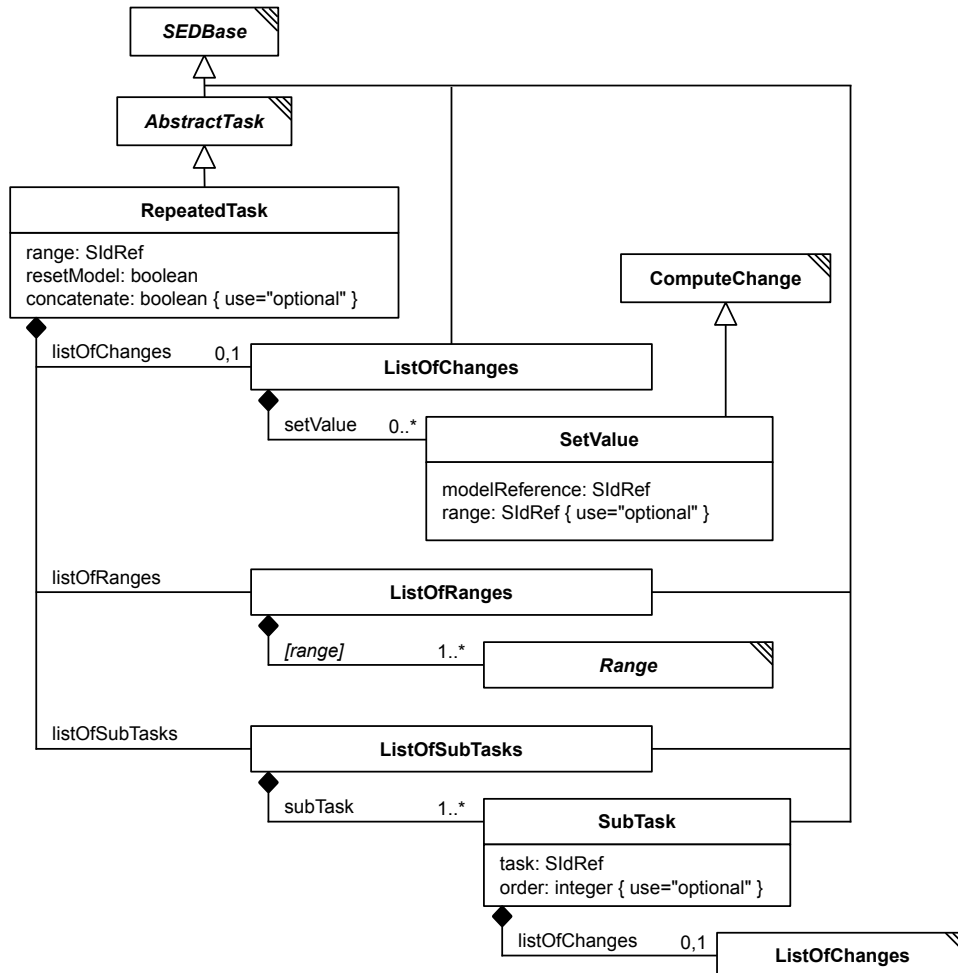 SEDBase
AbstractTask
RepeatedTask
range: SIdRef
resetModel: boolean
concatenate: boolean { use="optional" }
ComputeChange
listOfChanges 0,1
ListOfChanges
setValue 0..*
SetValue
modelReference: SIdRef
range: SIdRef { use="optional" }
listOfRanges
ListOfRanges
[range] 1..*
Range
listOfSubTasks
ListOfSubTasks
subTask 1..*
SubTask
task: SIdRef
order: integer { use="optional" }
listOfChanges 0,1
ListOfChanges